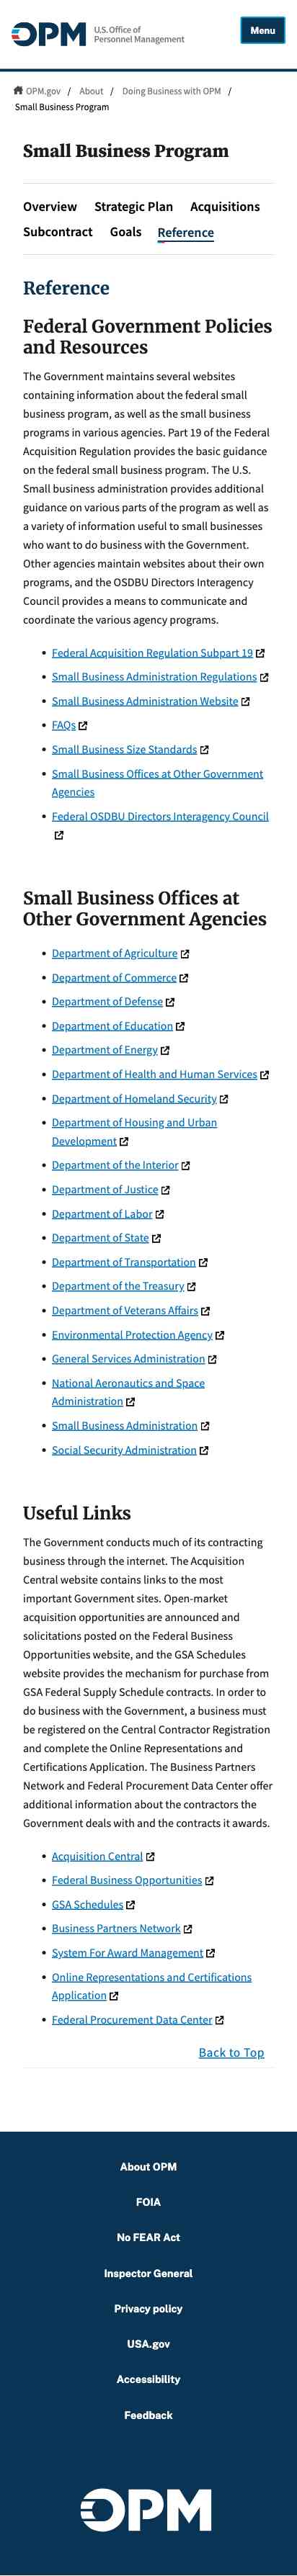 OPM U.S. Office of
Personnel Management
Menu
OPM.gov / About / Doing Business with OPM /
Small Business Program
Small Business Program
Overview Strategic Plan Acquisitions
Subcontract Goals Reference
Reference
Federal Government Policies
and Resources
The Government maintains several websites
containing information about the federal small
business program, as well as the small business
programs in various agencies. Part 19 of the Federal
Acquisition Regulation provides the basic guidance
on the federal small business program. The U.S.
Small business administration provides additional
guidance on various parts of the program as well as
a variety of information useful to small businesses
who want to do business with the Government.
Other agencies maintain websites about their own
programs, and the OSDBU Directors Interagency
Council provides a means to communicate and
coordinate the various agency programs.
• Federal Acquisition Regulation Subpart 19
• Small Business Administration Regulations
• Small Business Administration Website
• FAQs
• Small Business Size Standards
• Small Business Offices at Other Government
Agencies
• Federal OSDBU Directors Interagency Council
Small Business Offices at
Other Government Agencies
• Department of Agriculture
• Department of Commerce
• Department of Defense
• Department of Education
• Department of Energy
• Department of Health and Human Services
• Department of Homeland Security
• Department of Housing and Urban
Development
• Department of the Interior
• Department of Justice
• Department of Labor
• Department of State
• Department of Transportation
• Department of the Treasury
• Department of Veterans Affairs
• Environmental Protection Agency
• General Services Administration
• National Aeronautics and Space
Administration
• Small Business Administration
• Social Security Administration
Useful Links
The Government conducts much of its contracting
business through the internet. The Acquisition
Central website contains links to the most
important Government sites. Open-market
acquisition opportunities are announced and
solicitations posted on the Federal Business
Opportunities website, and the GSA Schedules
website provides the mechanism for purchase from
GSA Federal Supply Schedule contracts. In order to
do business with the Government, a business must
be registered on the Central Contractor Registration
and complete the Online Representations and
Certifications Application. The Business Partners
Network and Federal Procurement Data Center offer
additional information about the contractors the
Government deals with and the contracts it awards.
• Acquisition Central
• Federal Business Opportunities
• GSA Schedules
• Business Partners Network
• System For Award Management
• Online Representations and Certifications
Application
• Federal Procurement Data Center
Back to Top
About OPM
FOIA
No FEAR Act
Inspector General
Privacy policy
USA.gov
Accessibility
Feedback
OPM